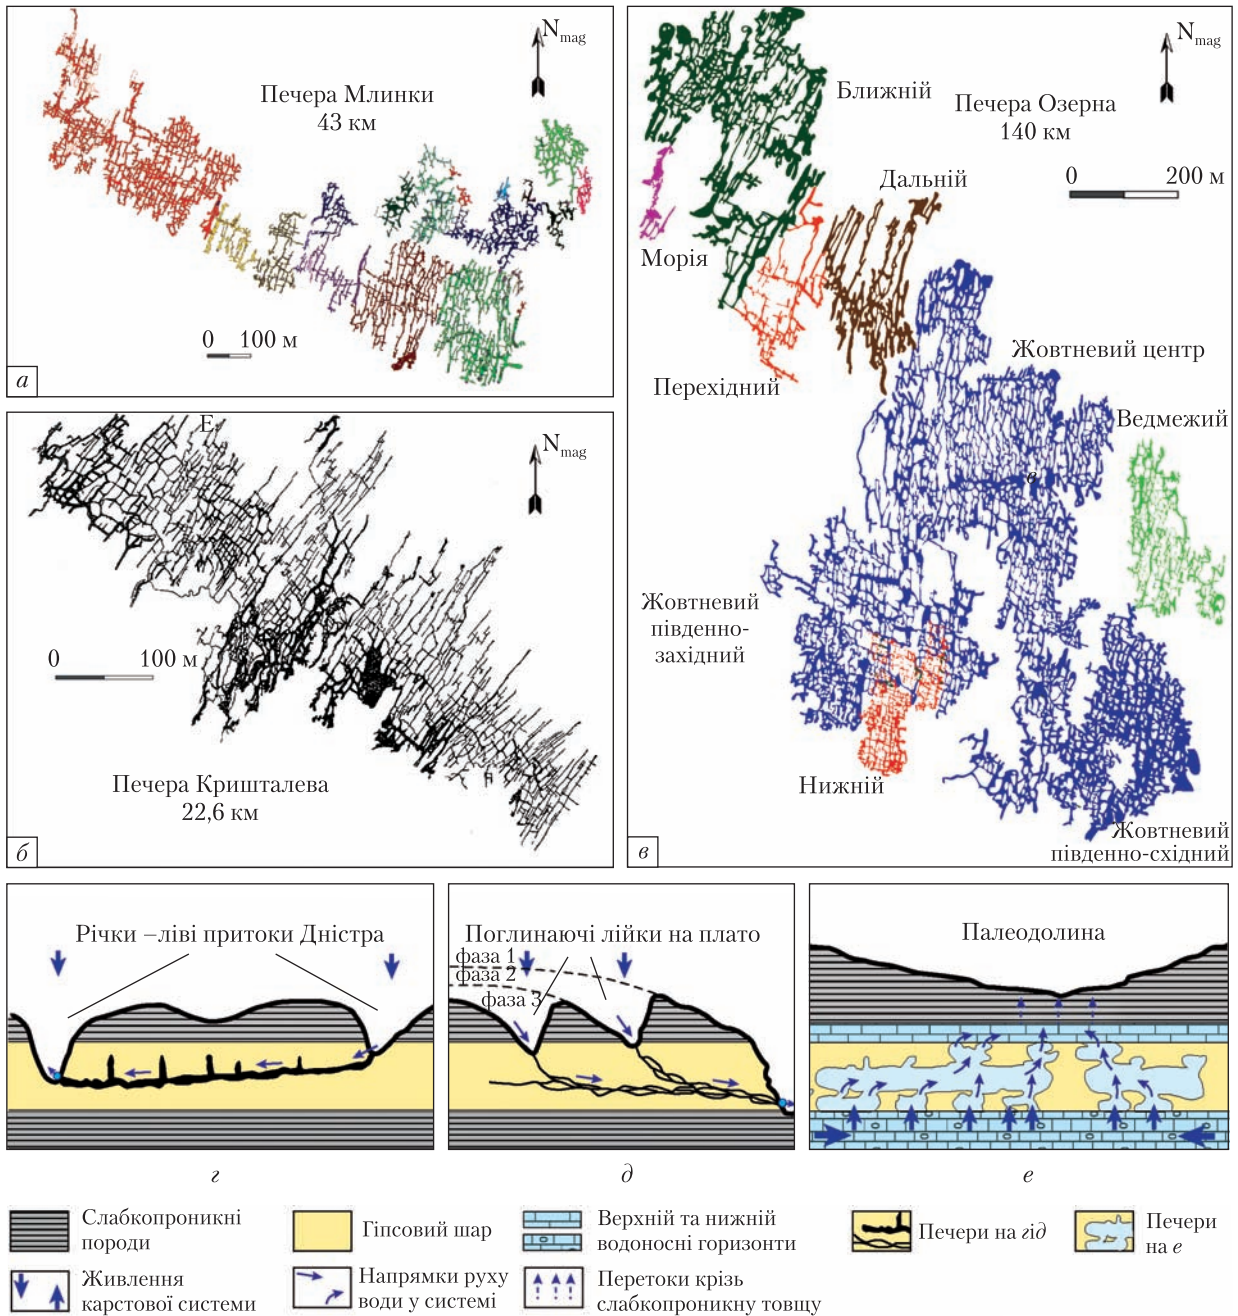 Печера Млинки
43 км
N mag
0 100 м
а
E
N mag
0 100 м
Печера Кришталева
22,6 км
б
N mag
Ближній
Печера Озерна
140 км
0 200 м
Дальній
Морія
Перехідний
Жовтневий центр
Ведмежий
в
Жовтневий
південно-
західний
Нижній
Жовтневий
південно-східний
в
Річки –ліві притоки Дністра
г
Поглинаючі лійки на плато
фаза 1
фаза 2
фаза 3
д
Палеодолина
е
Слабкопроникні
породи
Гіпсовий шар
Верхній та нижній
водоносні горизонти
Печери на гід
Печери
на е
Живлення
карстової системи
Напрямки руху
води у системі
Перетоки крізь
слабкопроникну товщу